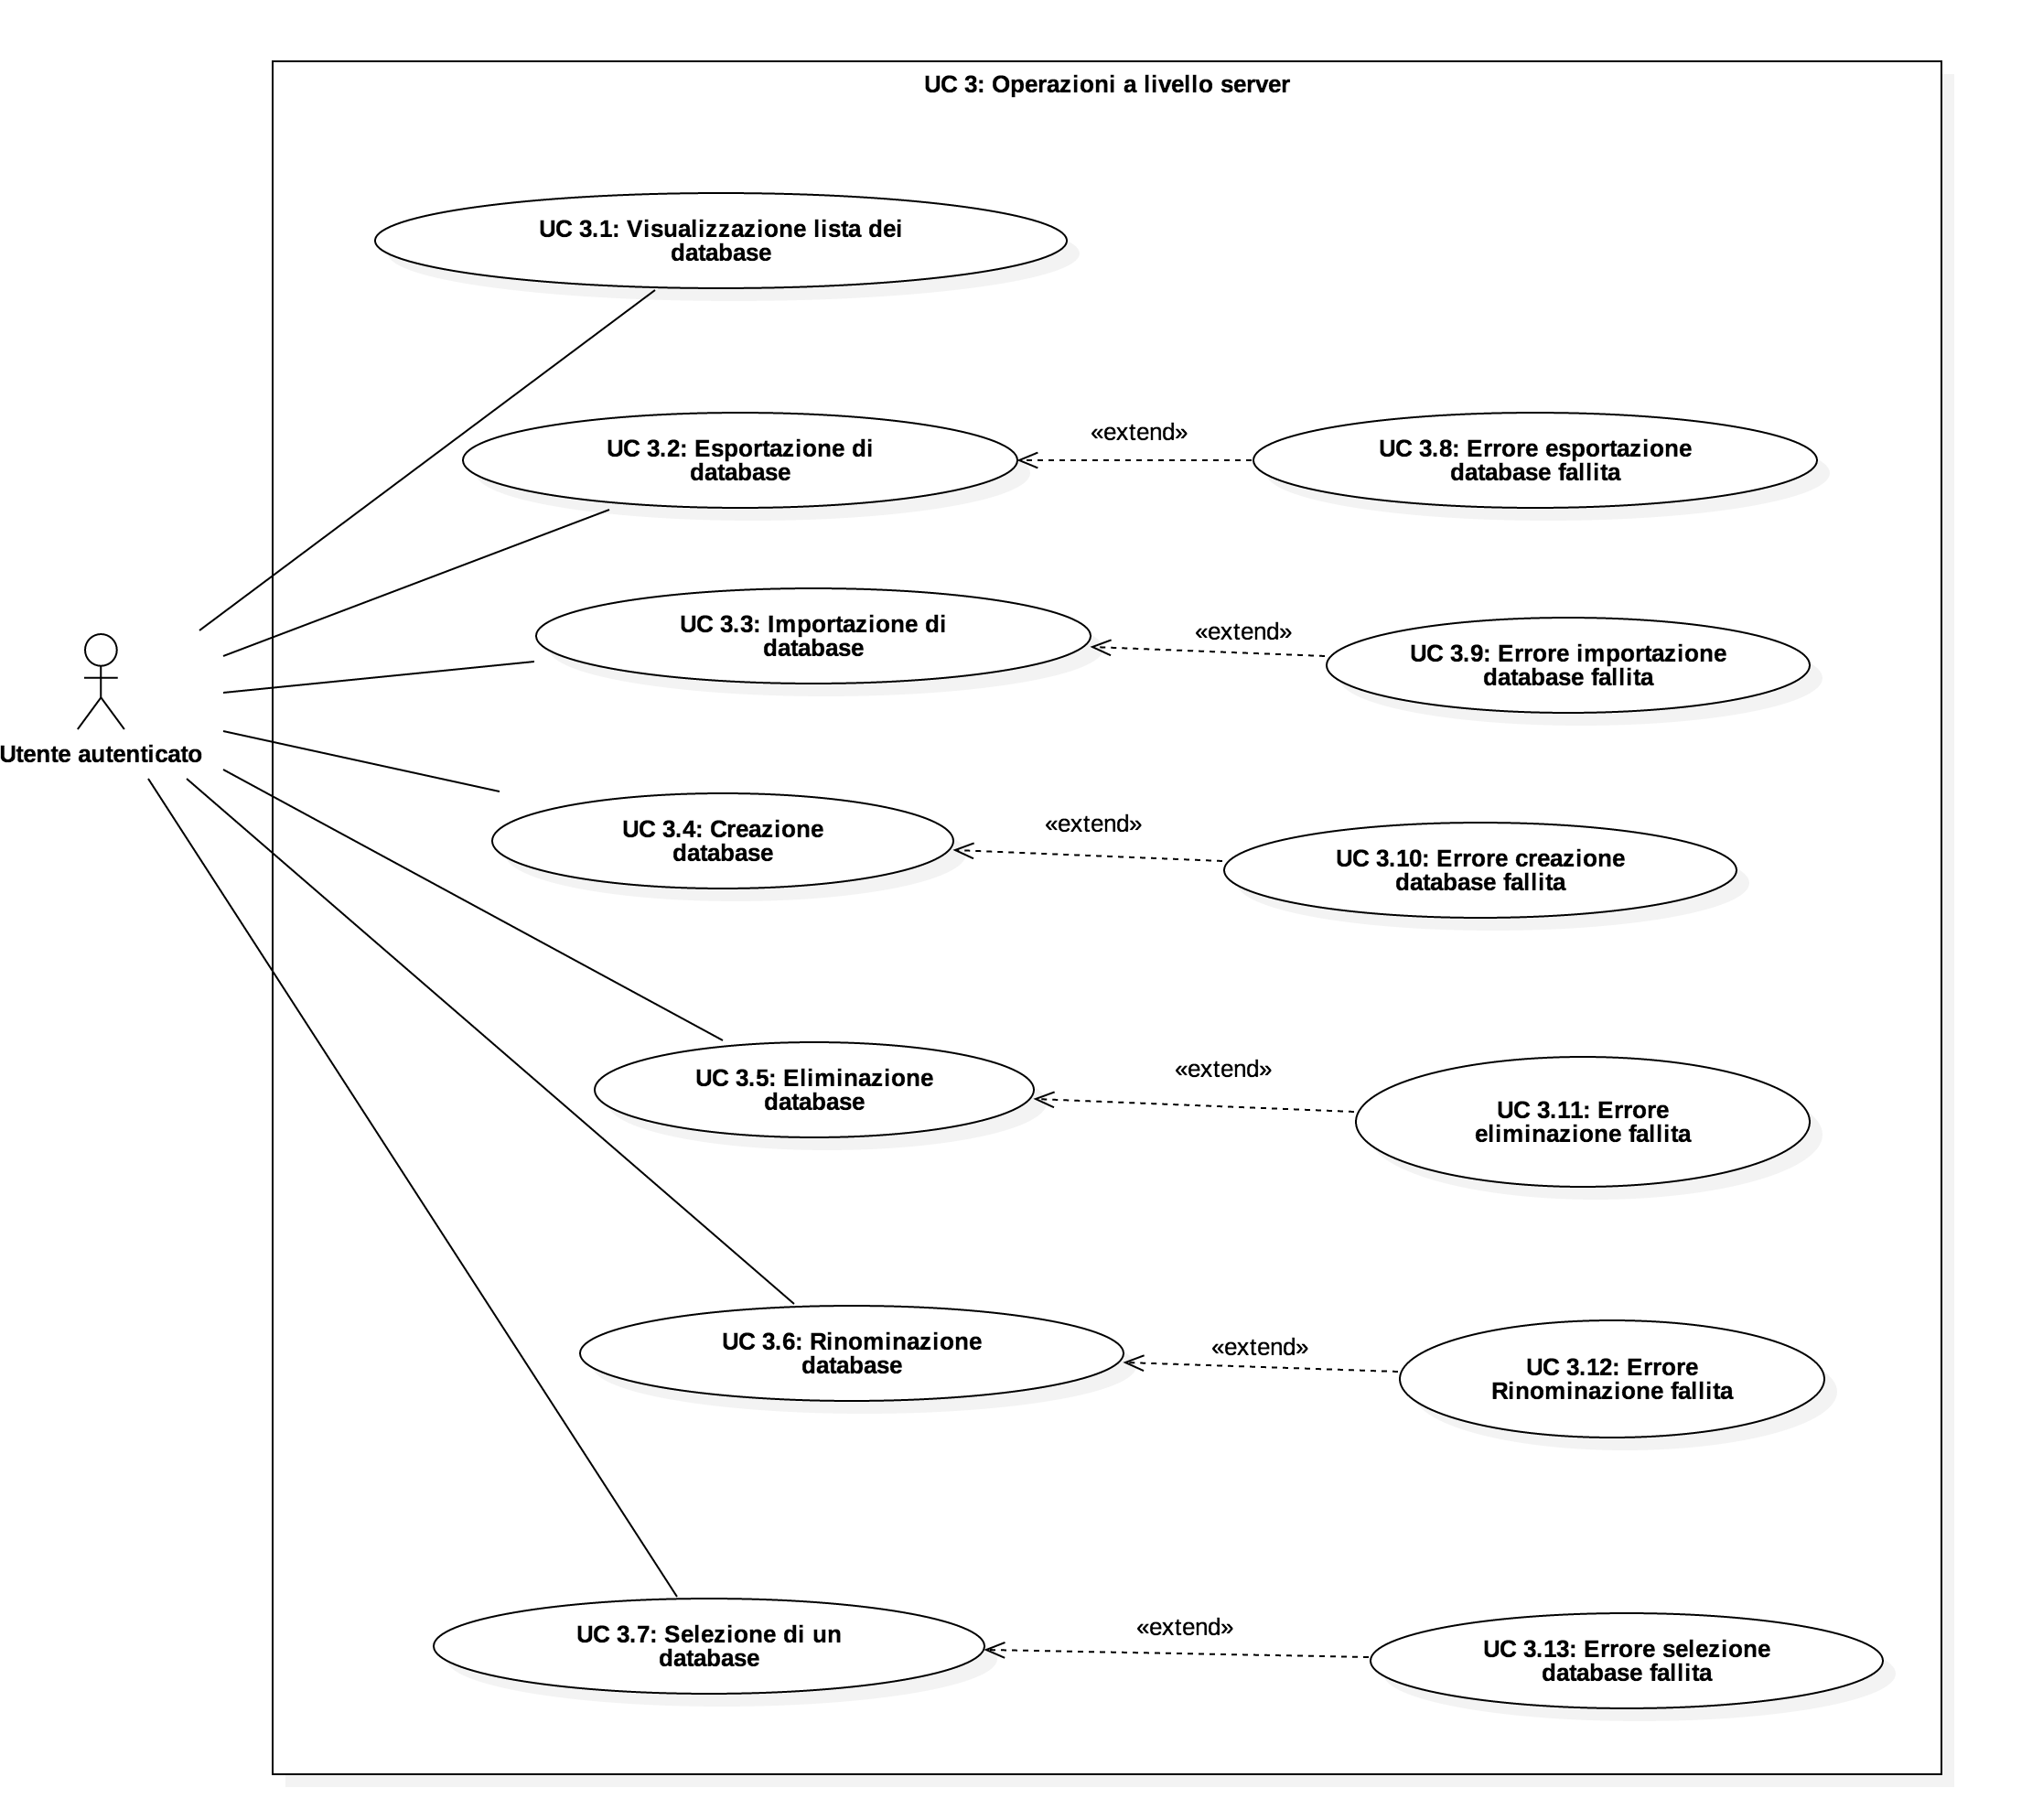 UC 3: Operazioni a livello server
UC 3.1: Visualizzazione lista dei
database
UC 3.2: Esportazione di
database
«extend»
UC 3.8: Errore esportazione
database fallita
UC 3.3: Importazione di
database
«extend»
UC 3.9: Errore importazione
database fallita
Utente autenticato
UC 3.4: Creazione
database
«extend»
UC 3.10: Errore creazione
database fallita
UC 3.5: Eliminazione
database
«extend»
UC 3.11: Errore
eliminazione fallita
UC 3.6: Rinominazione
database
«extend»
UC 3.12: Errore
Rinominazione fallita
UC 3.7: Selezione di un
database
«extend»
UC 3.13: Errore selezione
database fallita